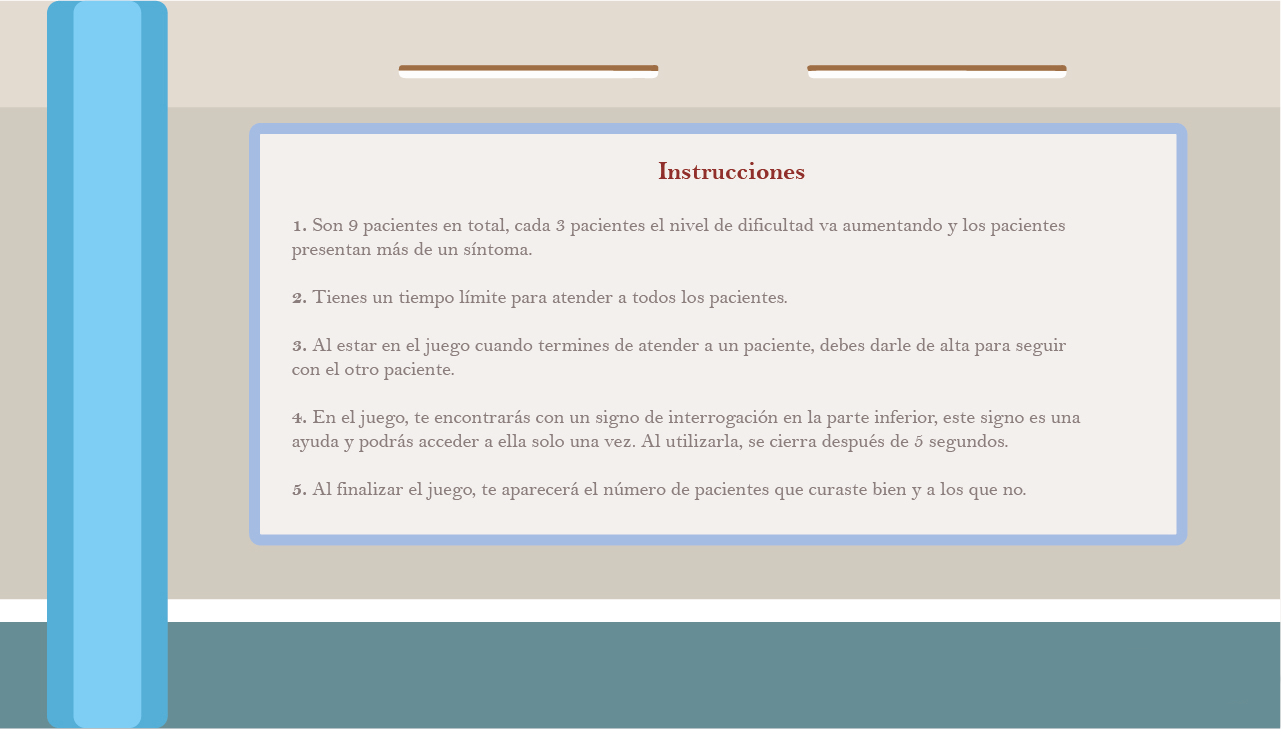 Instrucciones
1. Son 9 pacientes en total, cada 3 pacientes el nivel de dificultad va aumentando y los pacientes
presentan más de un síntoma.
2. Tienes un tiempo límite para atender a todos los pacientes.
3. Al estar en el juego cuando termines de atender a un paciente, debes darle de alta para seguir
con el otro paciente.
4. En el juego, te encontrarás con un signo de interrogación en la parte inferior, este signo es una
ayuda y podrás acceder a ella solo una vez. Al utilizarla, se cierra después de 5 segundos.
5. Al finalizar el juego, te aparecerá el número de pacientes que curaste bien y a los que no.